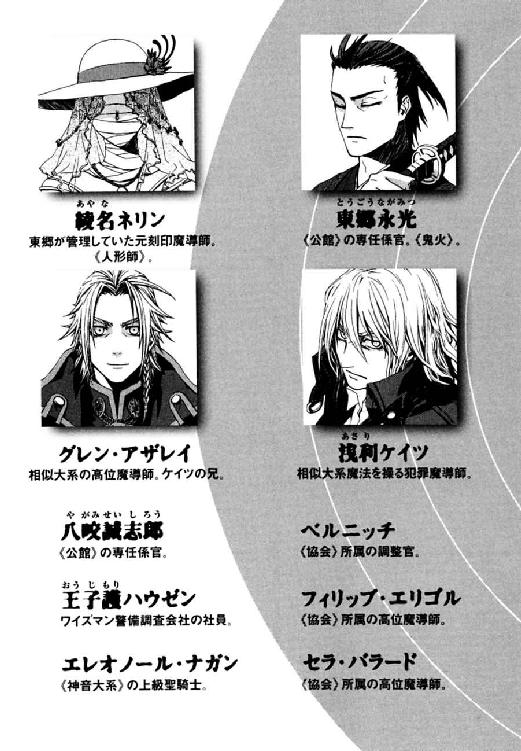 あやな
綾名ネリン
東郷が管理していた元刻印魔導師。
《人形師》。
とうごうながみつ
東郷永光
《公館》の専任係官。《鬼火》。
グレン・アザレイ
相似大系の高位魔導師。ケイツの兄。
あさり
浅利ケイツ
相似大系魔法を操る犯罪魔導師。
やがみせいしろう
八咬誠志郎
《公館》の専任係官。
ベルニッチ
《協会》所属の調整官。
おうじもり
王子護ハウゼン
ワイズマン警備調査会社の社員。
フィリップ・エリゴル
《協会》所属の高位魔導師。
エレオノール・ナガン
《神音大系》の上級聖騎士。
セラ・バラード
《協会》所属の高位魔導師。